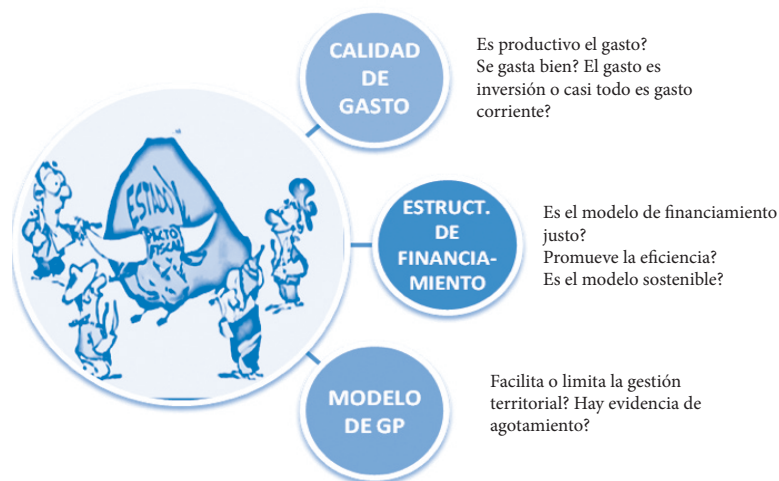 CALIDAD
DE
GASTO
Es productivo el gasto?
Se gasta bien? El gasto es
inversión o casi todo es gasto
corriente?
ESTADO
PACTO
FISCAL
ESTRUCT.
DE
FINANCIA-
MIENTO
Es el modelo de financiamiento
justo?
Promueve la eficiencia?
Es el modelo sostenible?
MODELO
DE GP
Facilita o limita la gestión
territorial? Hay evidencia de
agotamiento?